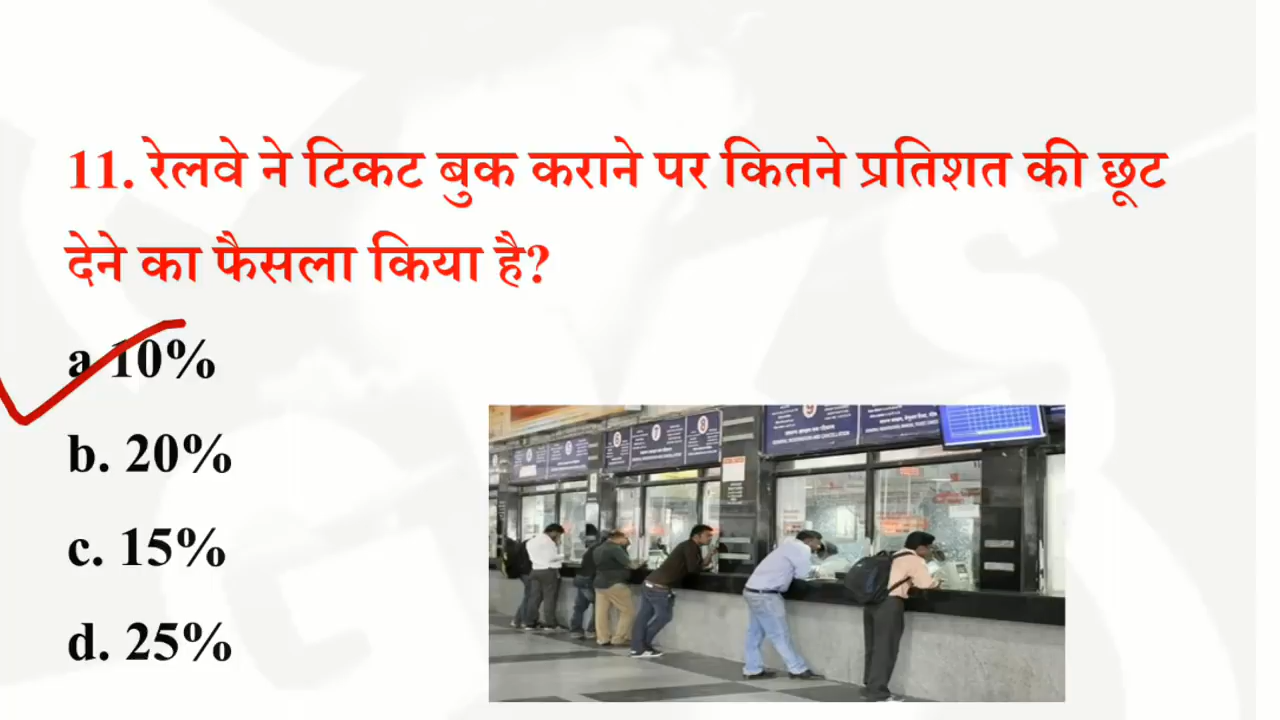 11. रेलवे ने टिकट बुक कराने पर कितने प्रतिशत की छूट
देने का फैसला किया है?
a 10%
b. 20%
c. 15%
d. 25%